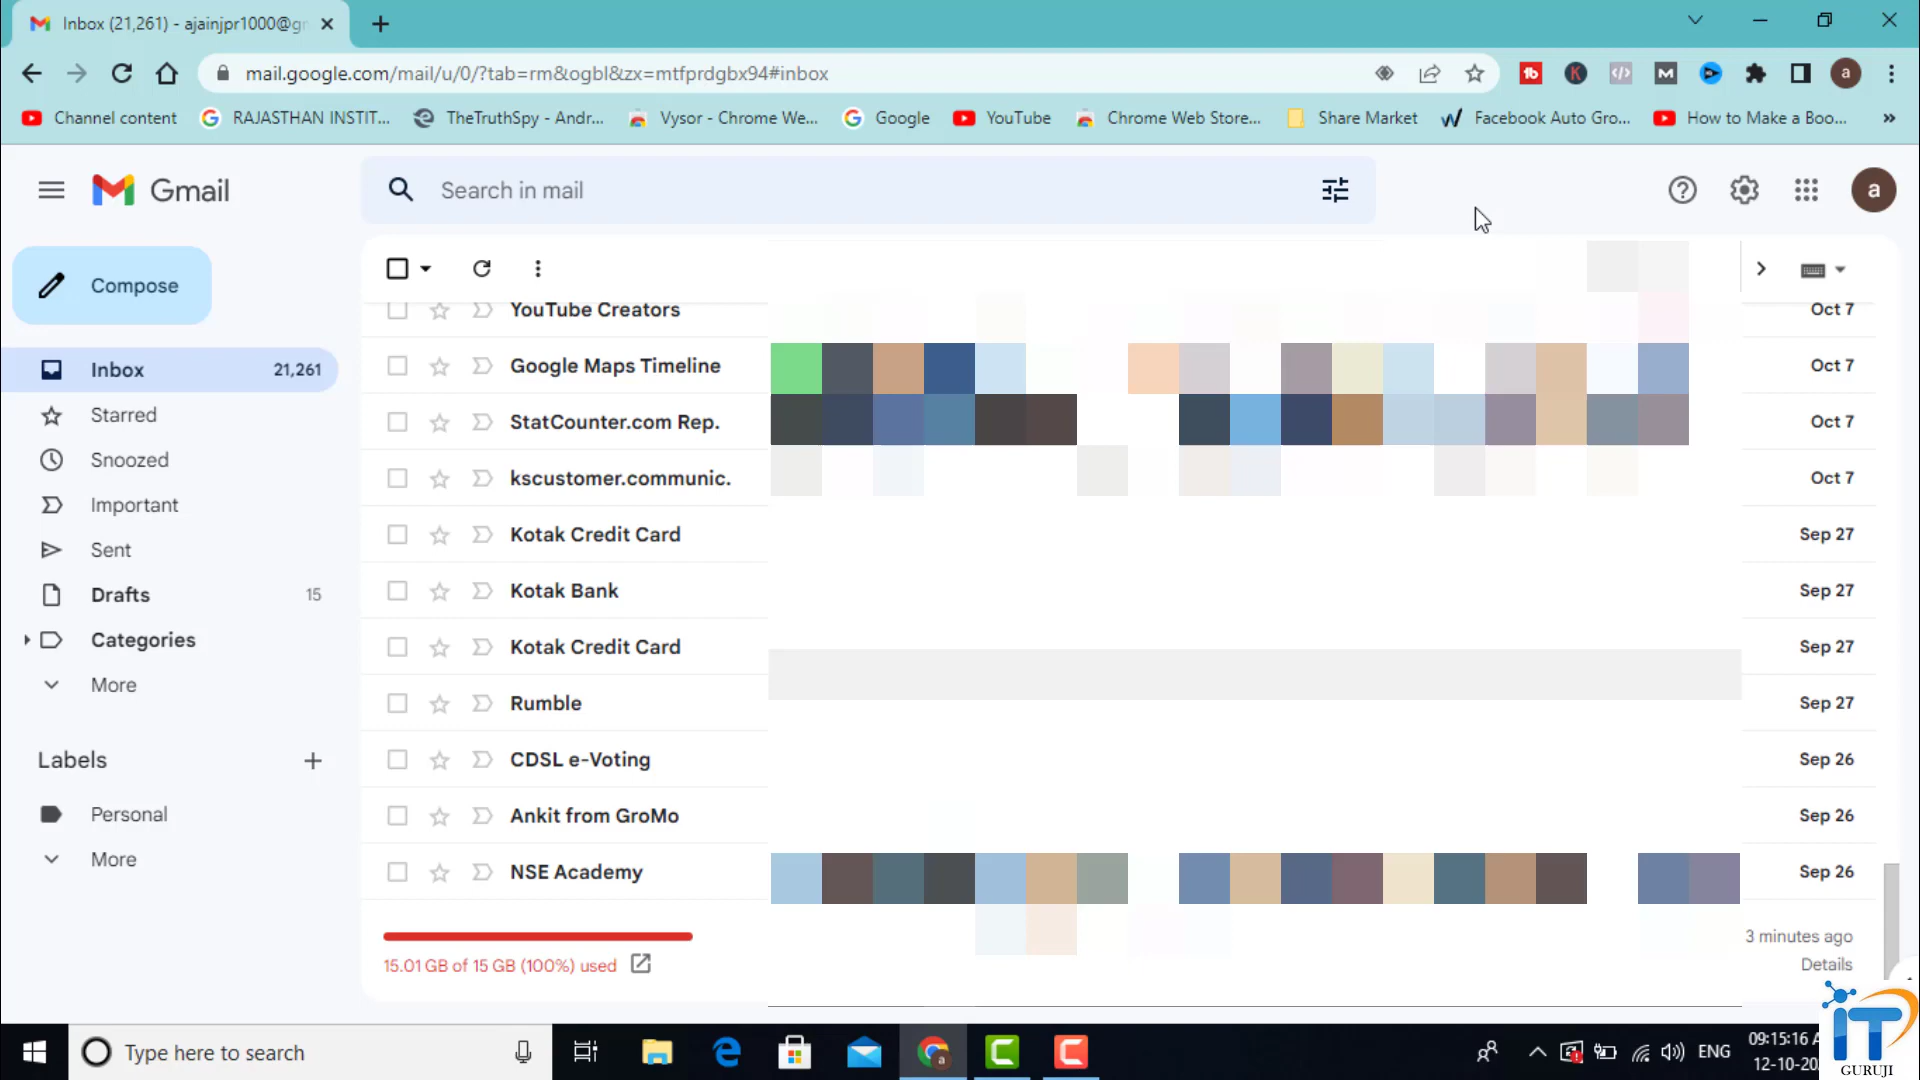 Inbox (21,261) - ajainjpr1000@gr
mail.google.com/mail/u/0/?tab=rm&ogbl&zx=mtfprdgbx94#inbox
Channel content
RAJASTHAN INSTIT...
TheTruthSpy - Andr...
Vysor - Chrome We...
Google
YouTube
Chrome Web Store...
Share Market
Facebook Auto Gro...
How to Make a Boo...
»
Gmail
Search in mail
a
Compose
Inbox 21,261
Starred
Snoozed
Important
Sent
Drafts 15
Categories
More
Labels
Personal
More
YouTube Creators Oct 7
Google Maps Timeline Oct 7
StatCounter.com Rep. Oct 7
kscustomer.communic. Oct 7
Kotak Credit Card Sep 27
Kotak Bank Sep 27
Kotak Credit Card Sep 27
Rumble Sep 27
CDSL e-Voting Sep 26
Ankit from GroMo Sep 26
NSE Academy Sep 26
15.01 GB of 15 GB (100%) used
3 minutes ago
Details
Type here to search
ENG
09:15:16
12-10-20
IT
GURUJI